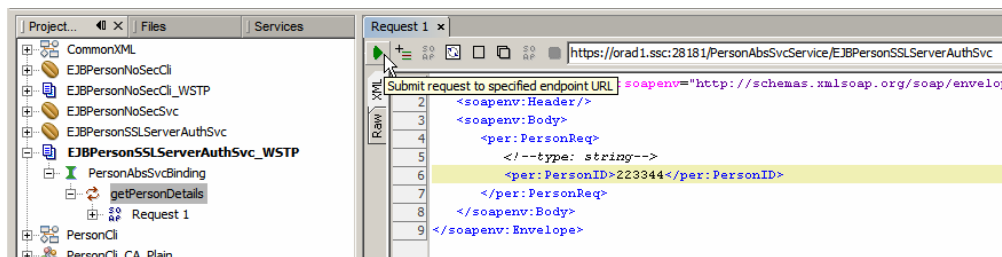 Project...
Files
Services
CommonXML
EJBPersonNoSecCli
EJBPersonNoSecCli_WSTP
EJBPersonNoSecSvc
EJBPersonSSLServerAuthSvc
EJBPersonSSLServerAuthSvc_WSTP
PersonAbsSvcBinding
getPersonDetails
Request 1
PersonCli
PersonCli_CA_Plain
Request 1
https://orad1.ssc:28181/PersonAbsSvcService/EJBPersonSSLServerAuthSvc
XML
Raw
Submit request to specified endpoint URL
:soapenv="http://schemas.xmlsoap.org/soap/envelo
2 <soapenv:Header/>
3 <soapenv:Body>
4 <per:PersonReq>
5 <!--type: string-->
6 <per:PersonID>223344</per:PersonID>
7 </per:PersonReq>
8 </soapenv:Body>
9 </soapenv:Envelope>